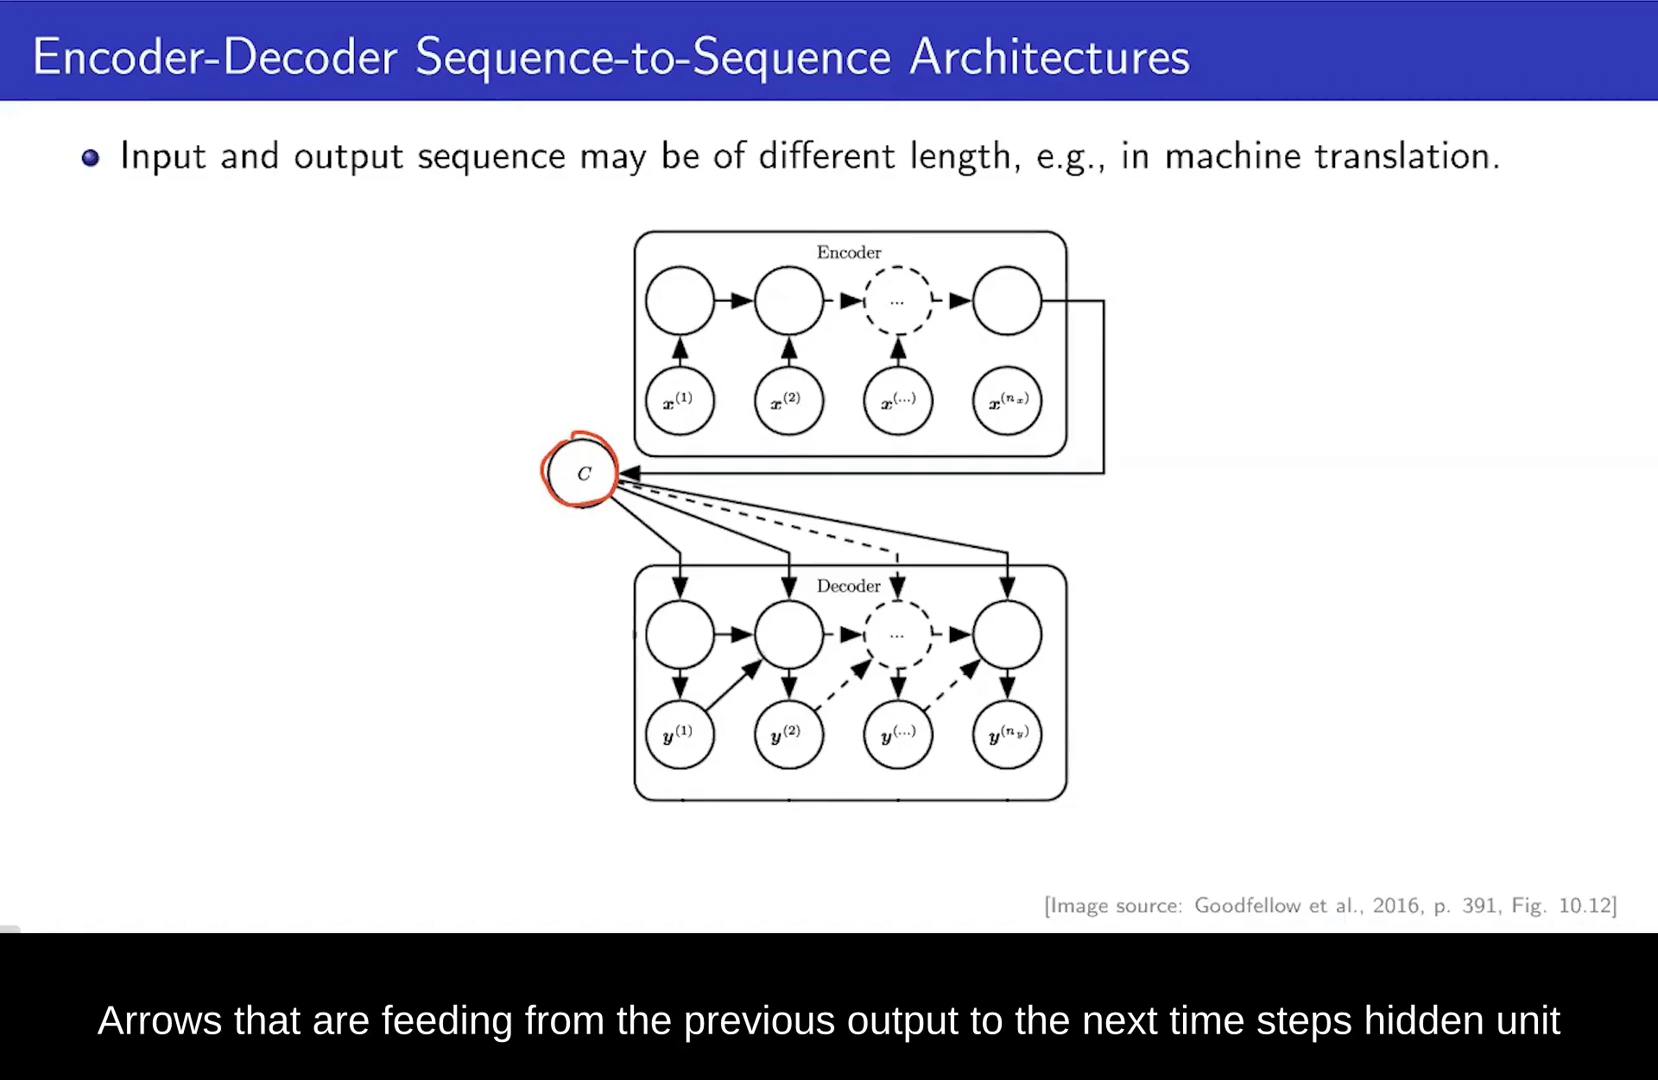 Encoder-Decoder Sequence-to-Sequence Architectures
Input and output sequence may be of different length, e.g., in machine translation.
Encoder
...
x^(1) x^(2) x^(...) x^(n_x)
C
Decoder
...
y^(1) y^(2) y^(...) y^(n_y)
[Image source: Goodfellow et al., 2016, p. 391, Fig. 10.12]
Arrows that are feeding from the previous output to the next time steps hidden unit